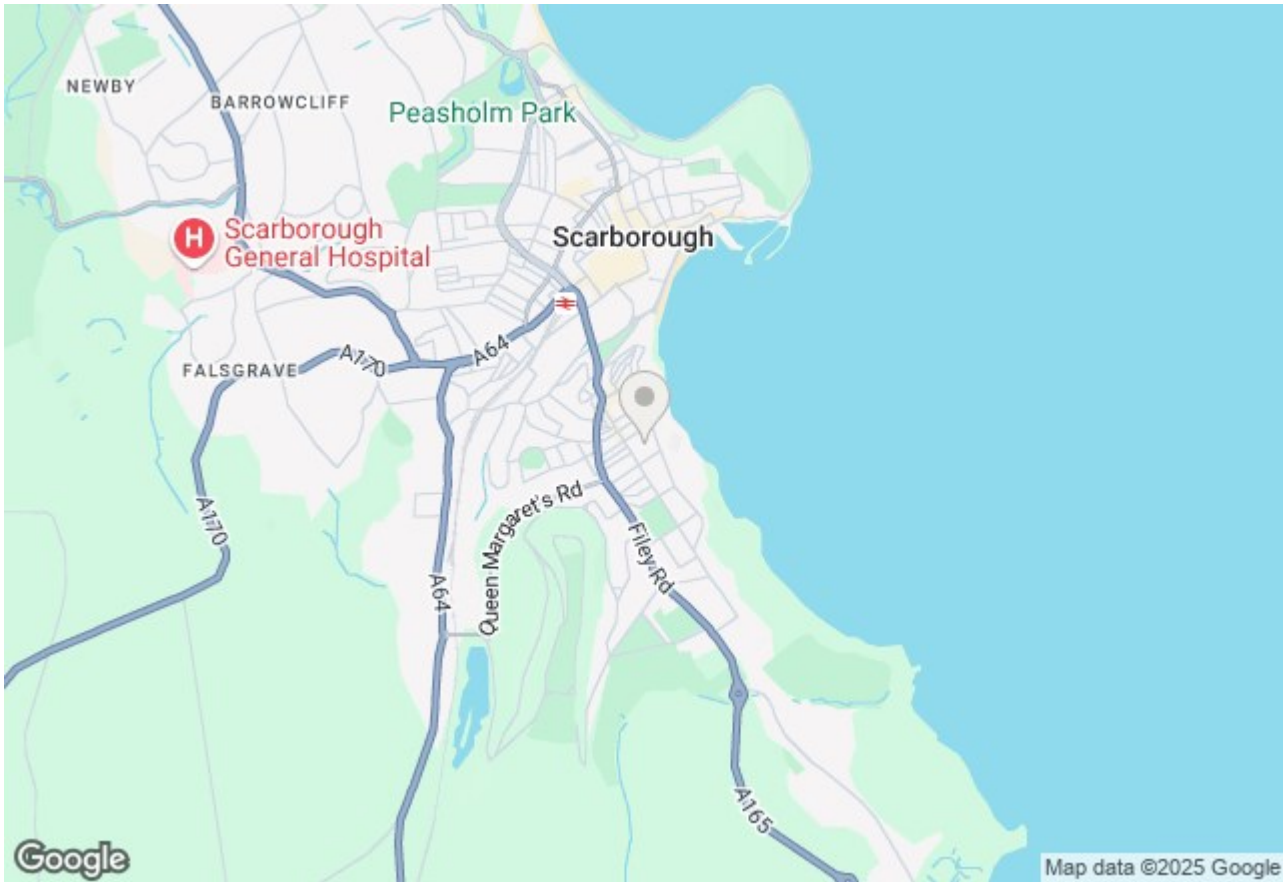 NEWBY
BARROWCLIFF
Peasholm Park
H
Scarborough
General Hospital
Scarborough
A64
A170
FALSGRAVE
A170
Queen Margaret's Rd
Filey Rd
A64
A165
Google
Map data ©2025 Google